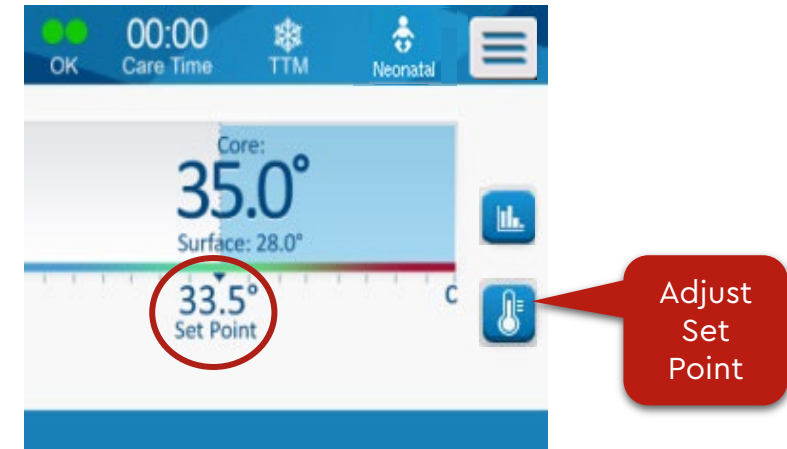 00:00
OK Care Time TTM Neonatal
Core:
35.0°
Surface: 28.0°
33.5° C
Set Point
Adjust
Set
Point